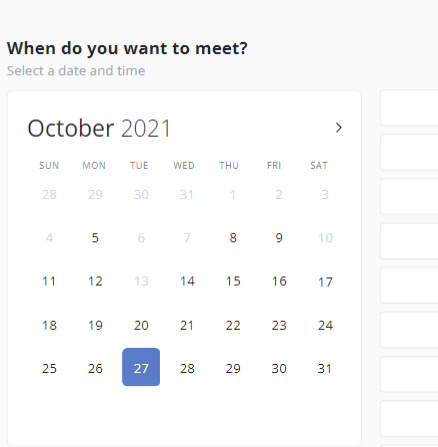 When do you want to meet?
Select a date and time
October 2021
SUN MON TUE WED THU FRI SAT
28 29 30 31 1 2 3
4 5 6 7 8 9 10
11 12 13 14 15 16 17
18 19 20 21 22 23 24
25 26 27 28 29 30 31